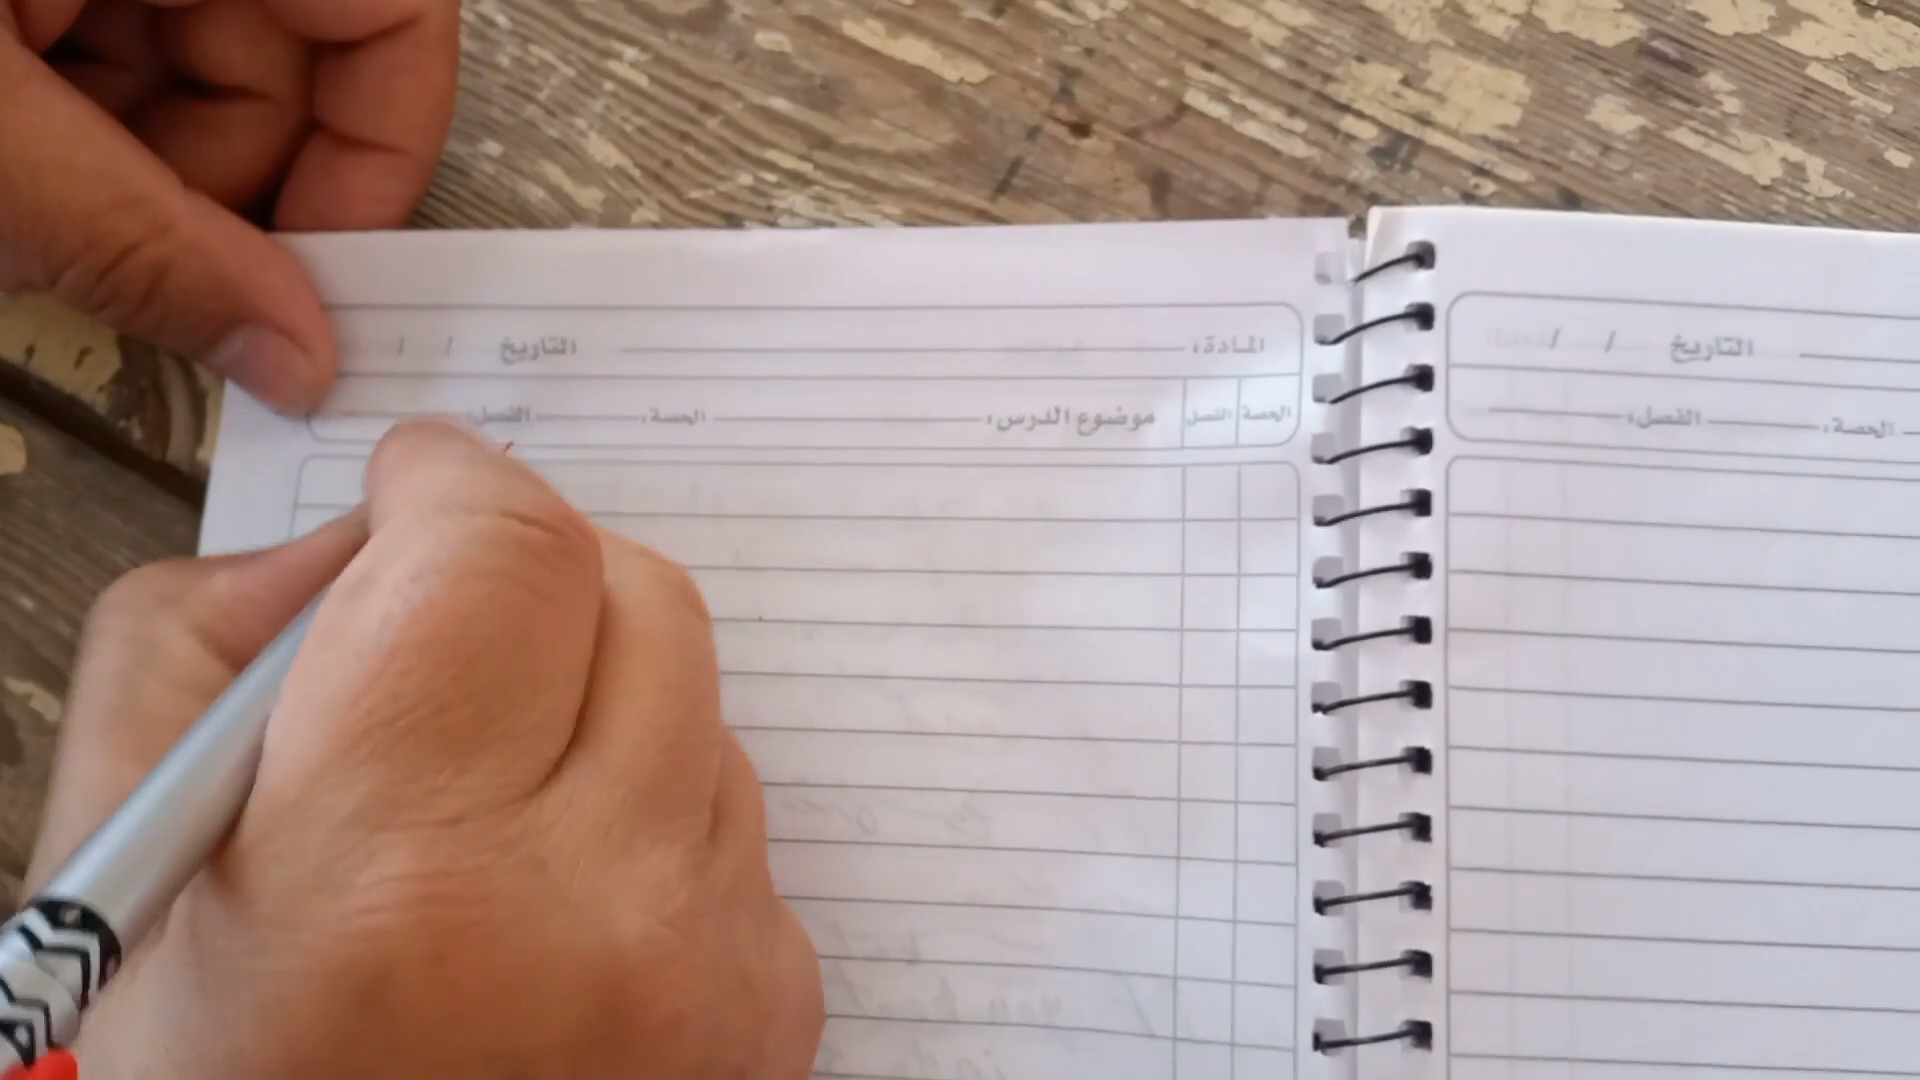 المادة: التاريخ / /
الحصة الفصل موضوع الدرس: الحصة: الفصل:
التاريخ / /
الحصة: الفصل: